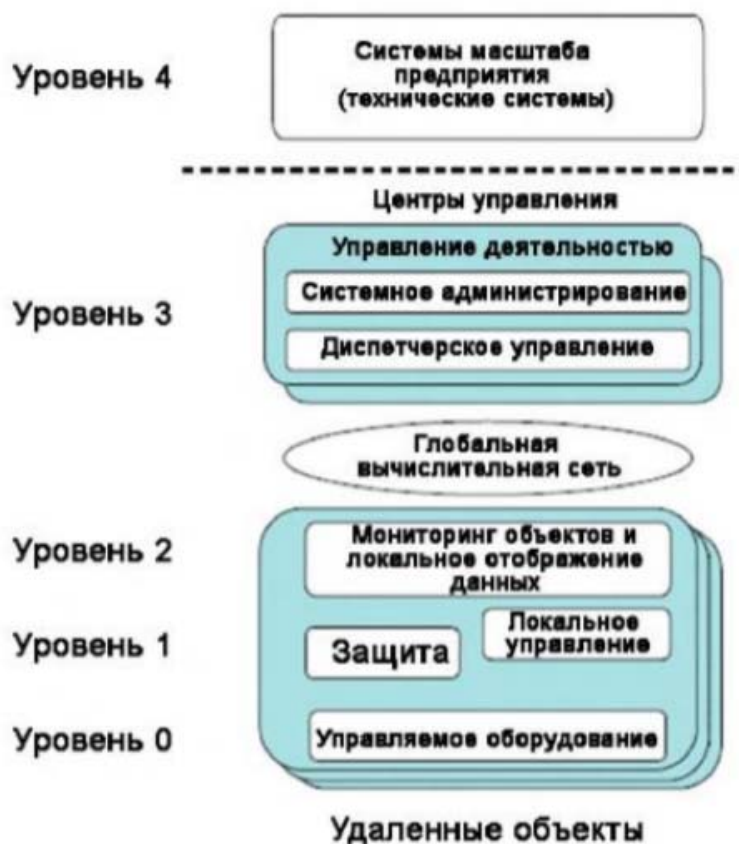 Уровень 4
Системы масштаба
предприятия
(технические системы)
Центры управления
Управление деятельностью
Уровень 3
Системное администрирование
Диспетчерское управление
Глобальная
вычислительная сеть
Уровень 2
Мониторинг объектов и
локальное отображение
данных
Уровень 1
Защита
Локальное
управление
Уровень 0
Управляемое оборудование
Удаленные объекты